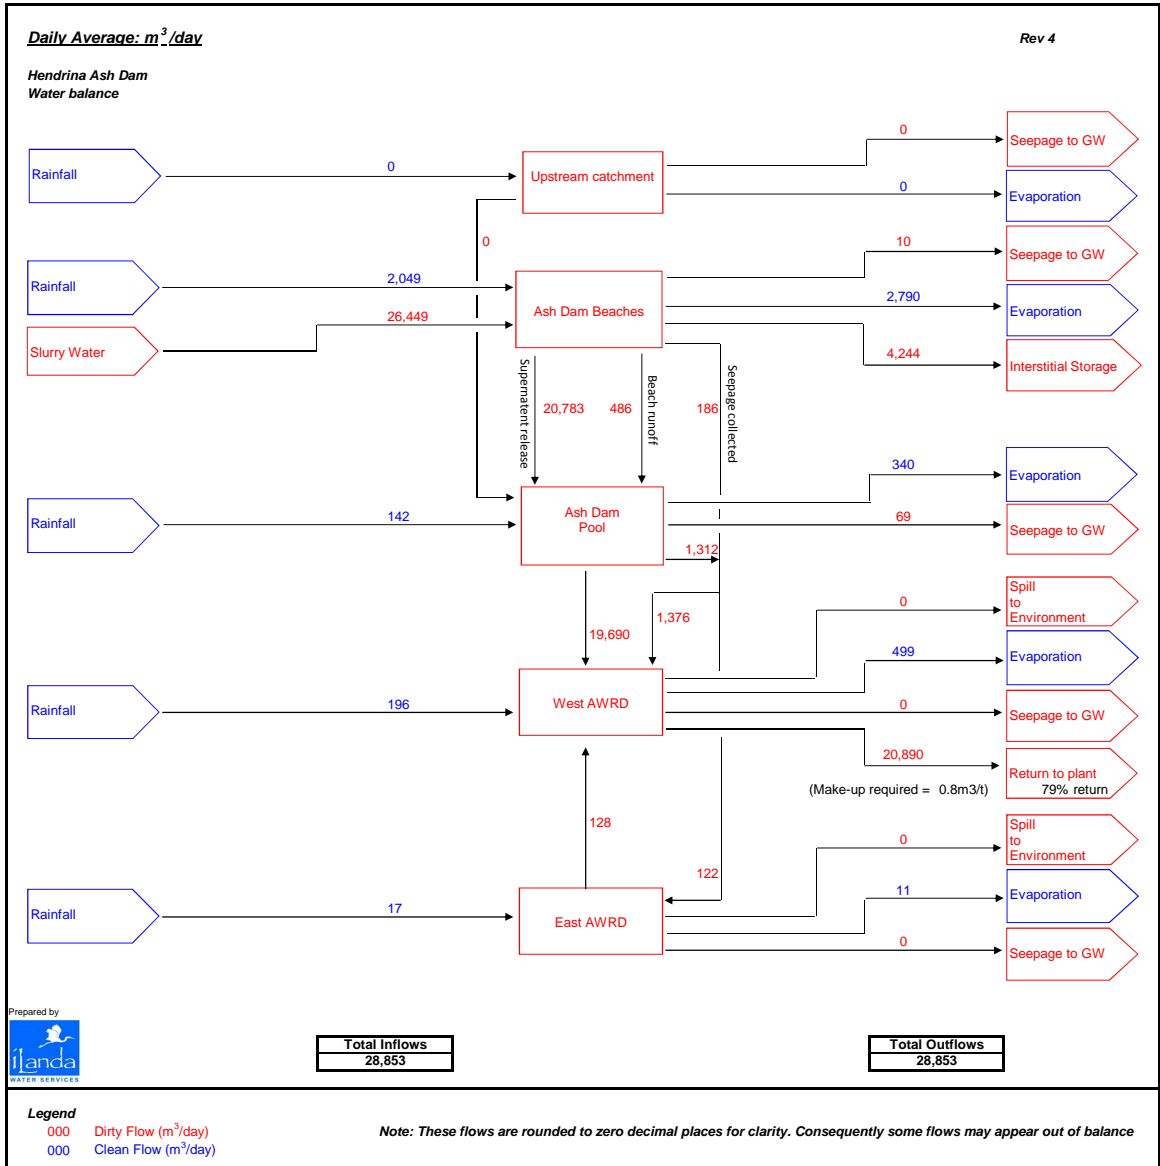 Daily Average: m³/day
Rev 4
Hendrina Ash Dam
Water balance
Rainfall
0
Upstream catchment
0
Seepage to GW
0
Evaporation
0
Rainfall
2,049
Slurry Water
26,449
Ash Dam Beaches
10
Seepage to GW
2,790
Evaporation
4,244
Interstitial Storage
Supernatent release
20,783
486
Beach runoff
186
Seepage collected
Rainfall
142
Ash Dam
Pool
340
Evaporation
69
Seepage to GW
1,312
19,690
1,376
Rainfall
196
West AWRD
0
Spill
to
Environment
499
Evaporation
0
Seepage to GW
20,890
Return to plant
79% return
(Make-up required = 0.8m3/t)
128
122
Rainfall
17
East AWRD
0
Spill
to
Environment
11
Evaporation
0
Seepage to GW
Prepared by
iLanda
WATER SERVICES
Total Inflows
28,853
Total Outflows
28,853
Legend
000 Dirty Flow (m³/day)
000 Clean Flow (m³/day)
Note: These flows are rounded to zero decimal places for clarity. Consequently some flows may appear out of balance